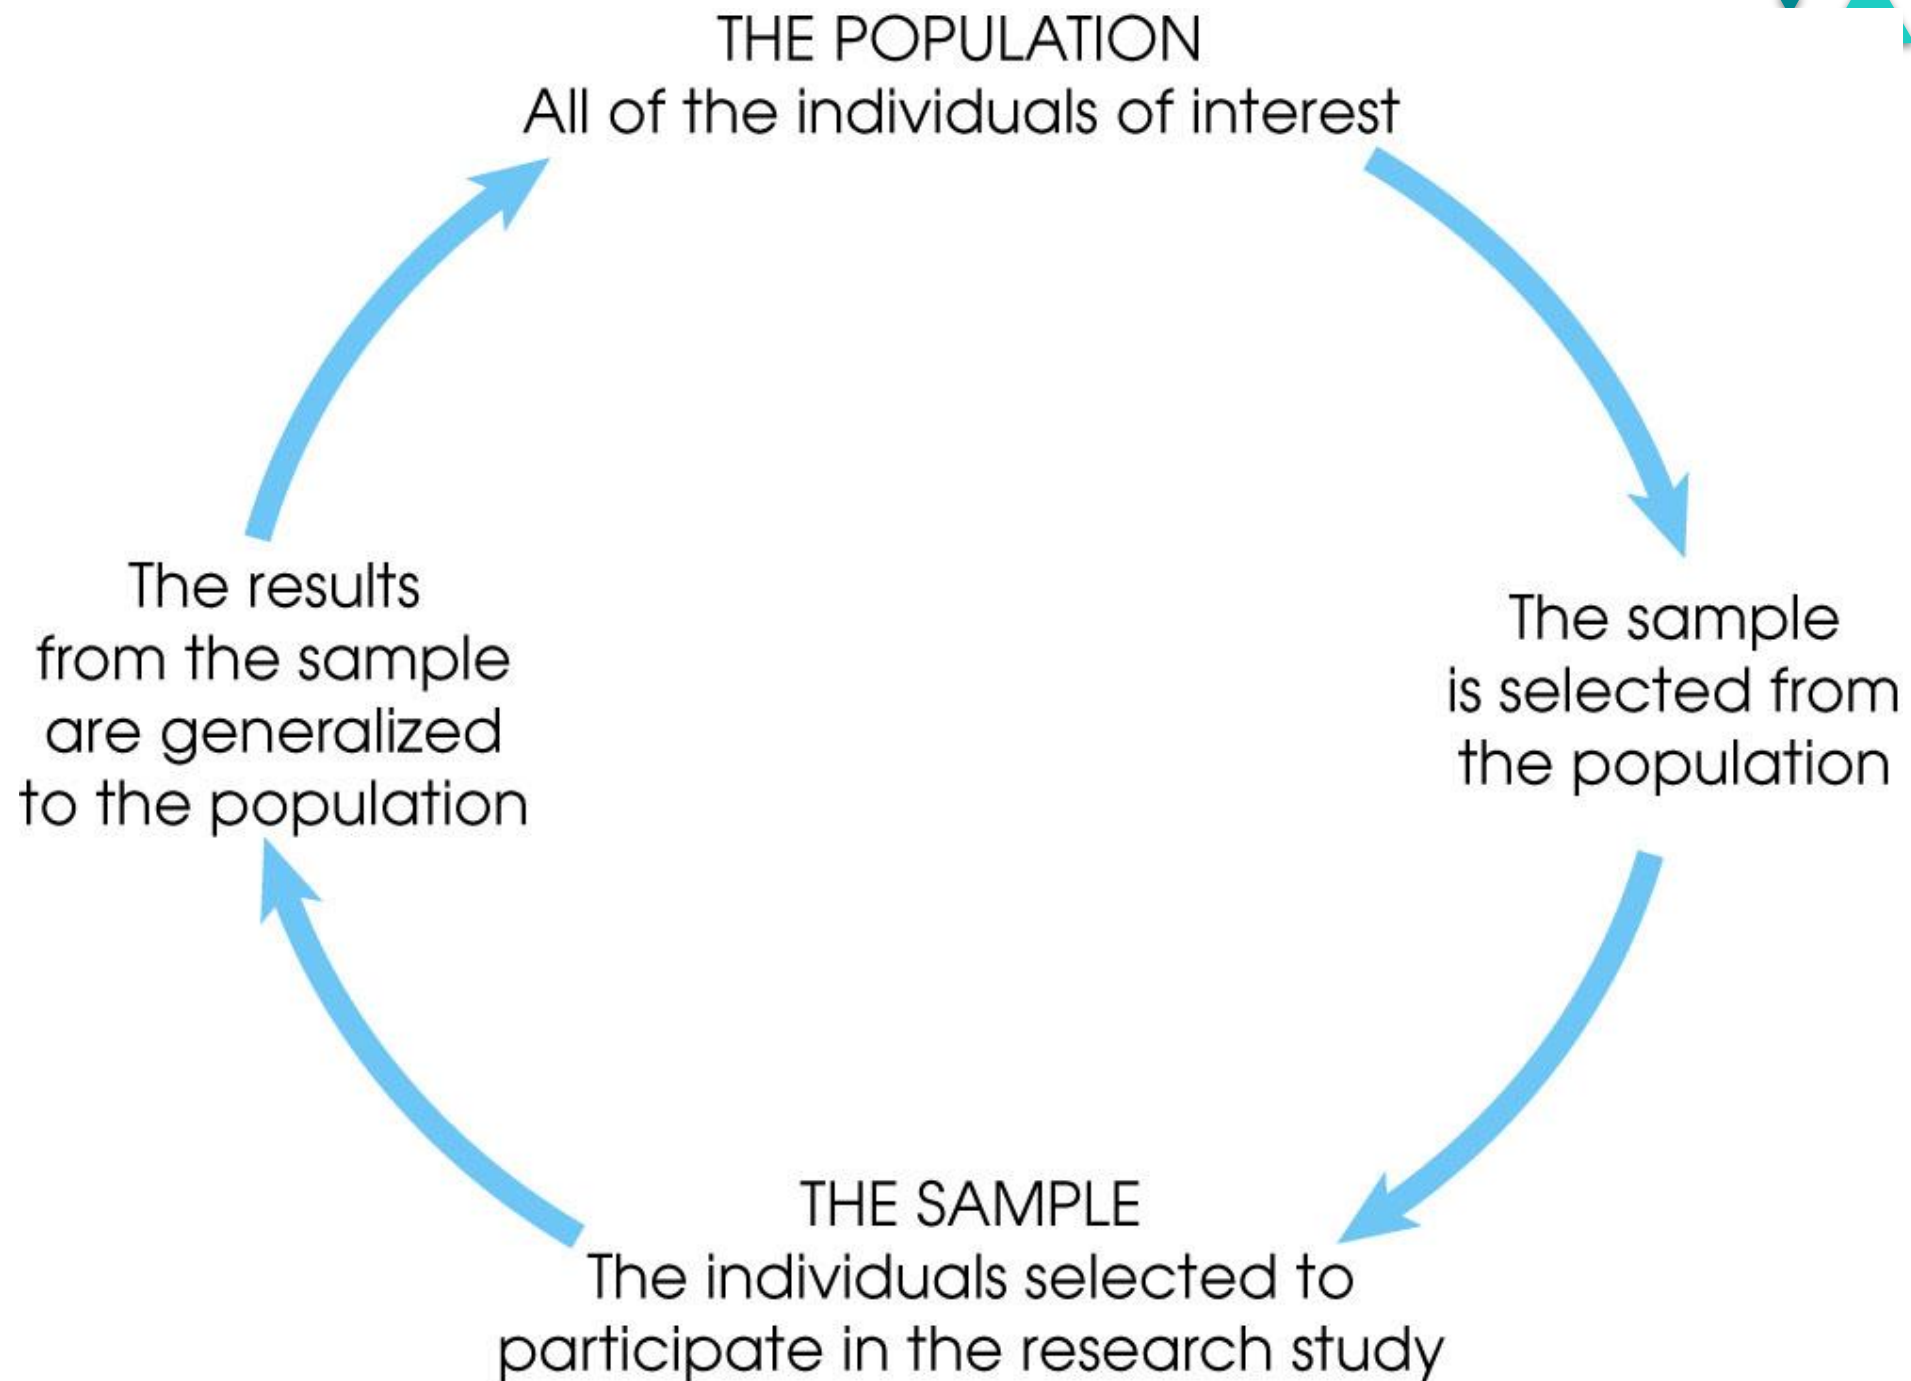 THE POPULATION
All of the individuals of interest
The sample
is selected from
the population
THE SAMPLE
The individuals selected to
participate in the research study
The results
from the sample
are generalized
to the population